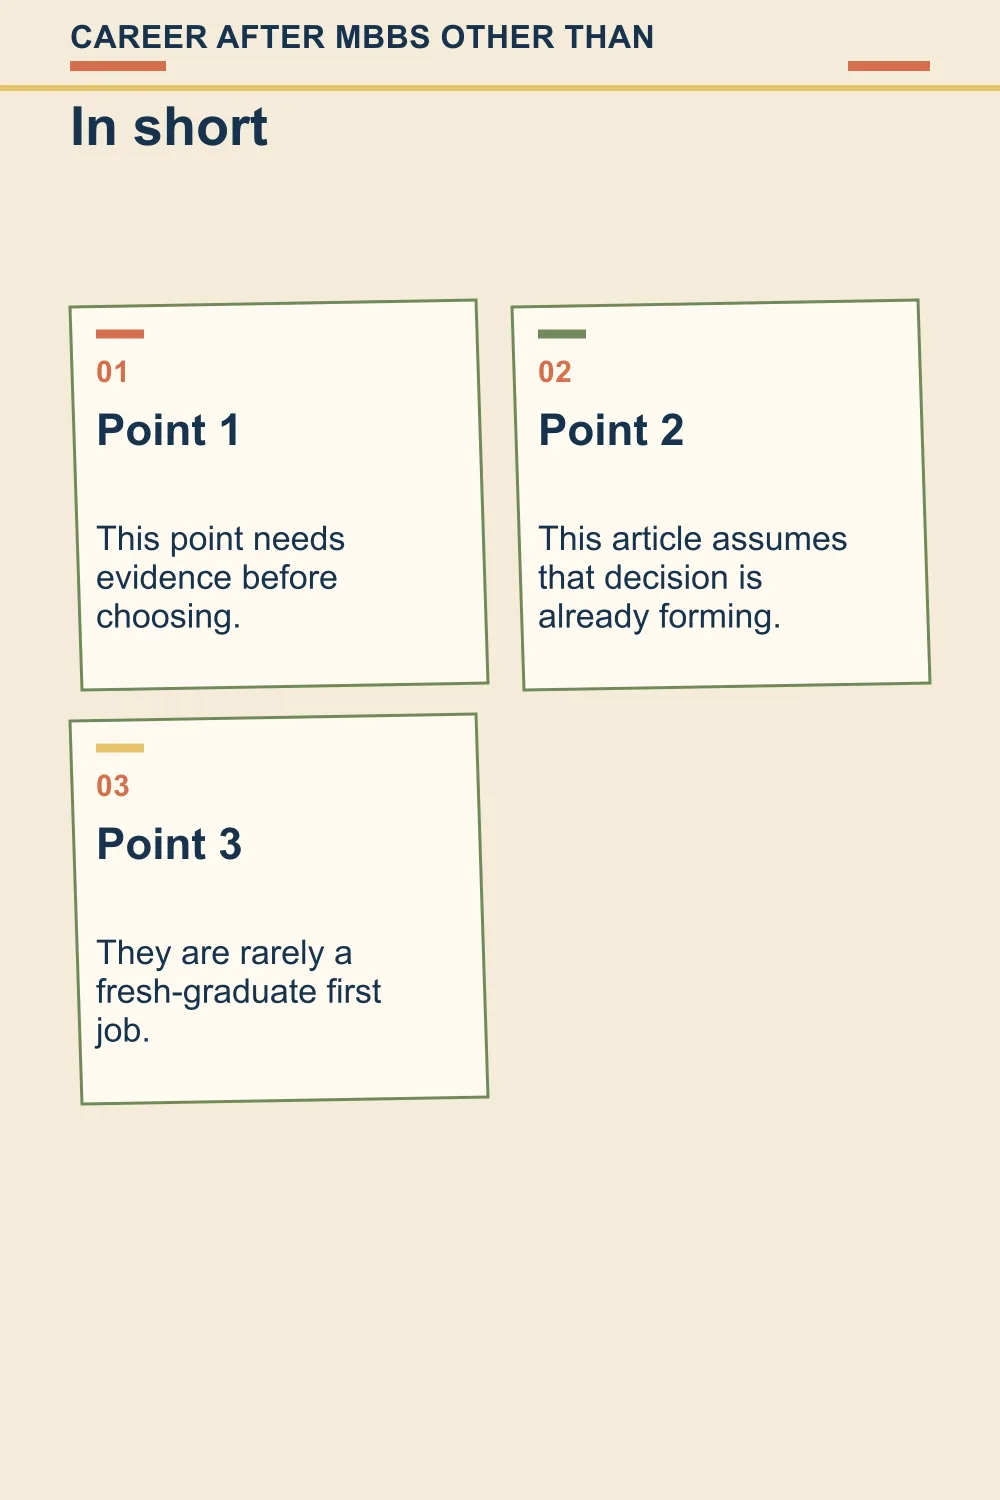 CAREER AFTER MBBS OTHER THAN
In short
01
Point 1
This point needs
evidence before
choosing.
02
Point 2
This article assumes
that decision is
already forming.
03
Point 3
They are rarely a
fresh-graduate first
job.